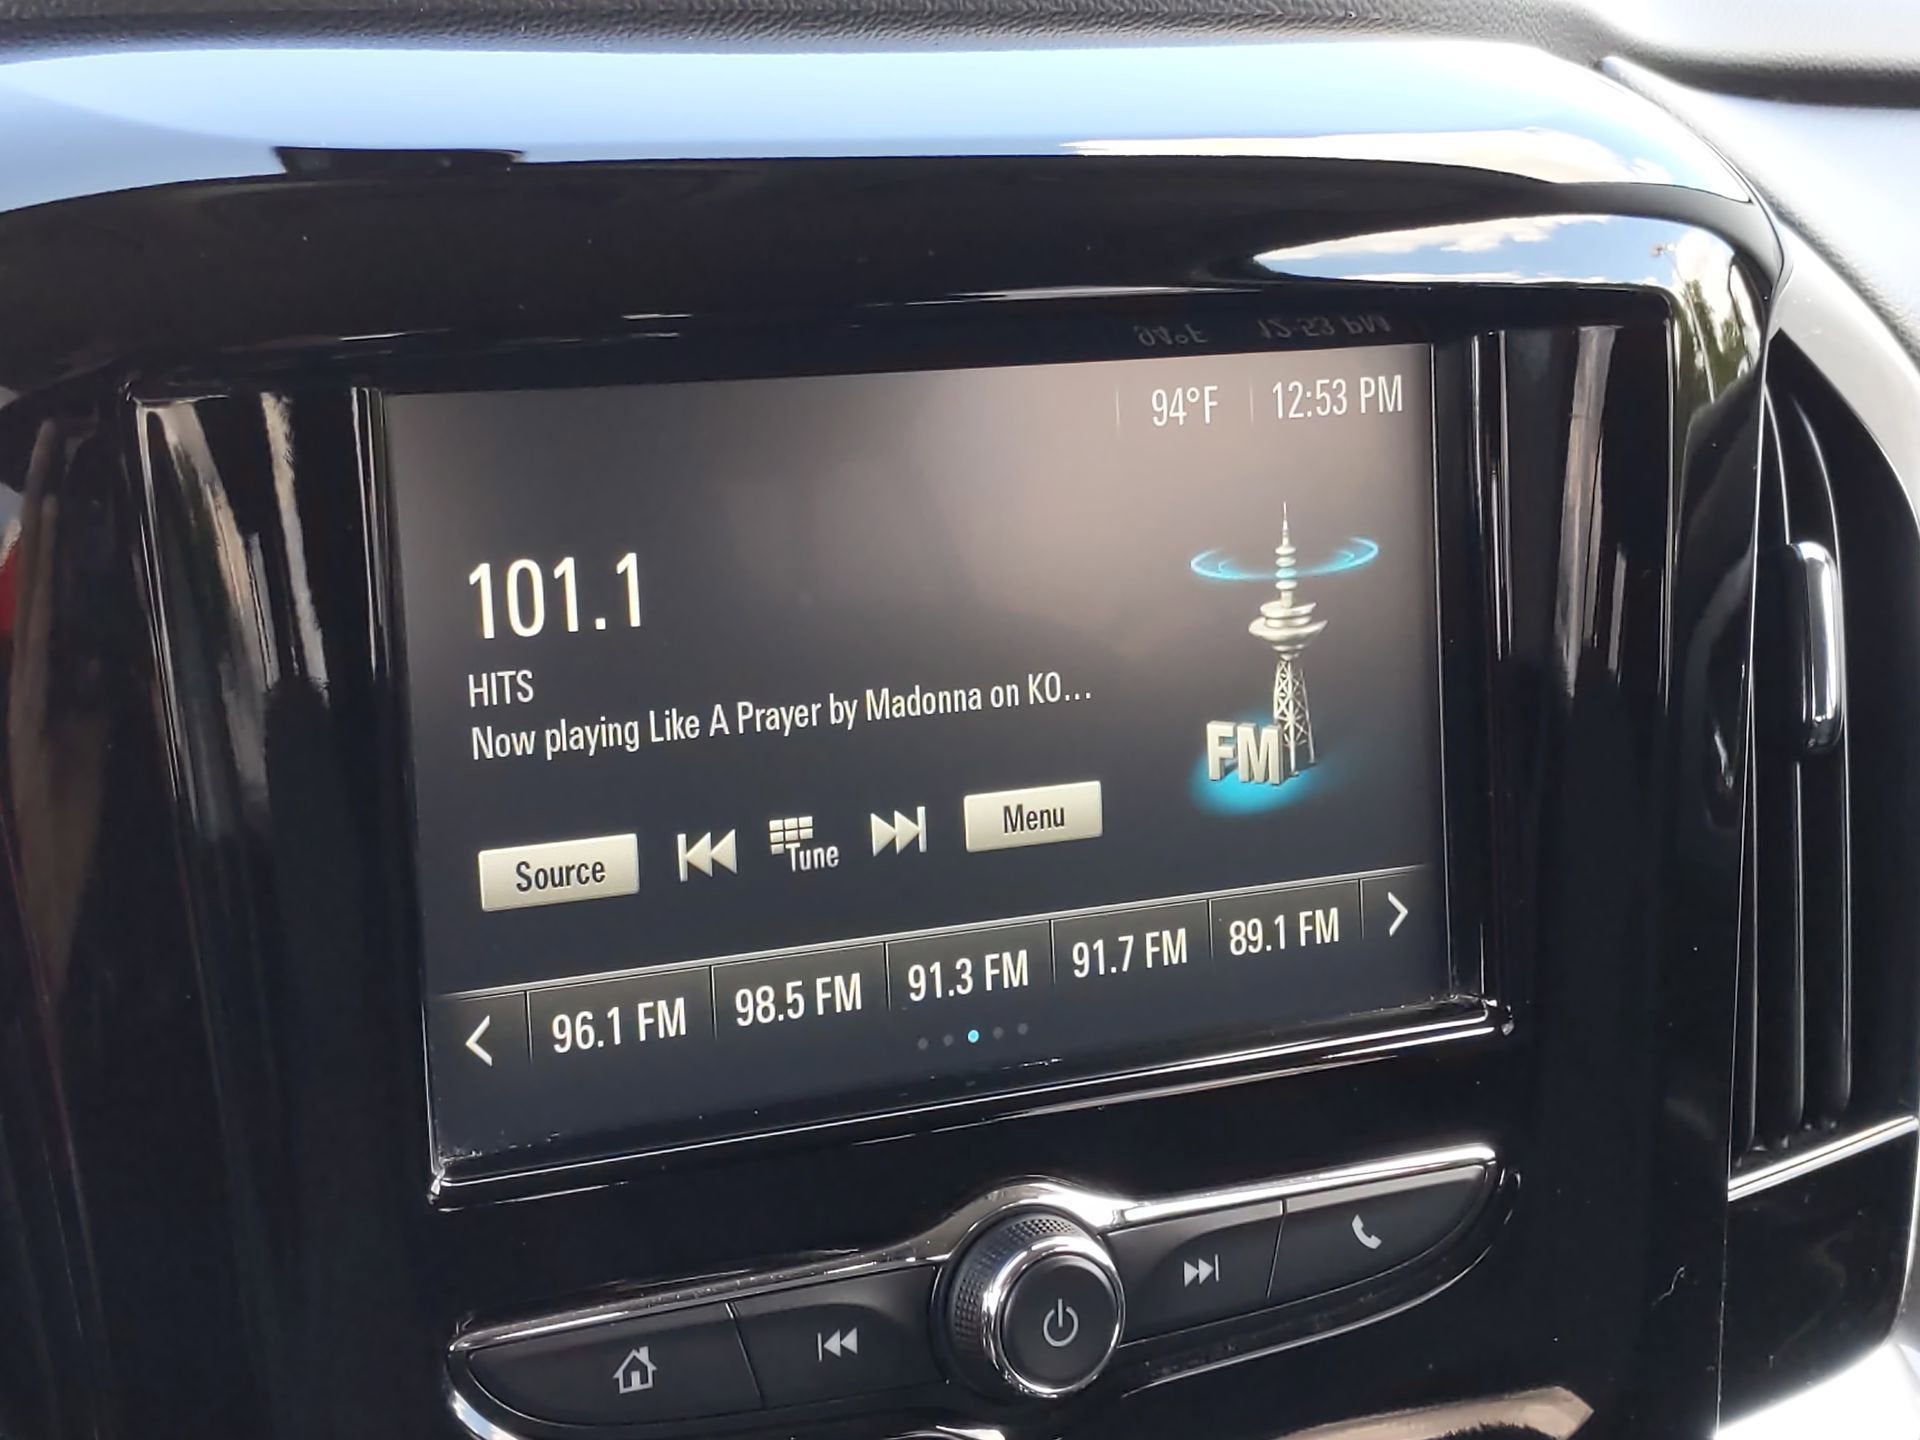 94°F 12:53 PM
101.1
HITS
Now playing Like A Prayer by Madonna on KO...
FM
Source Tune Menu
96.1 FM 98.5 FM 91.3 FM 91.7 FM 89.1 FM